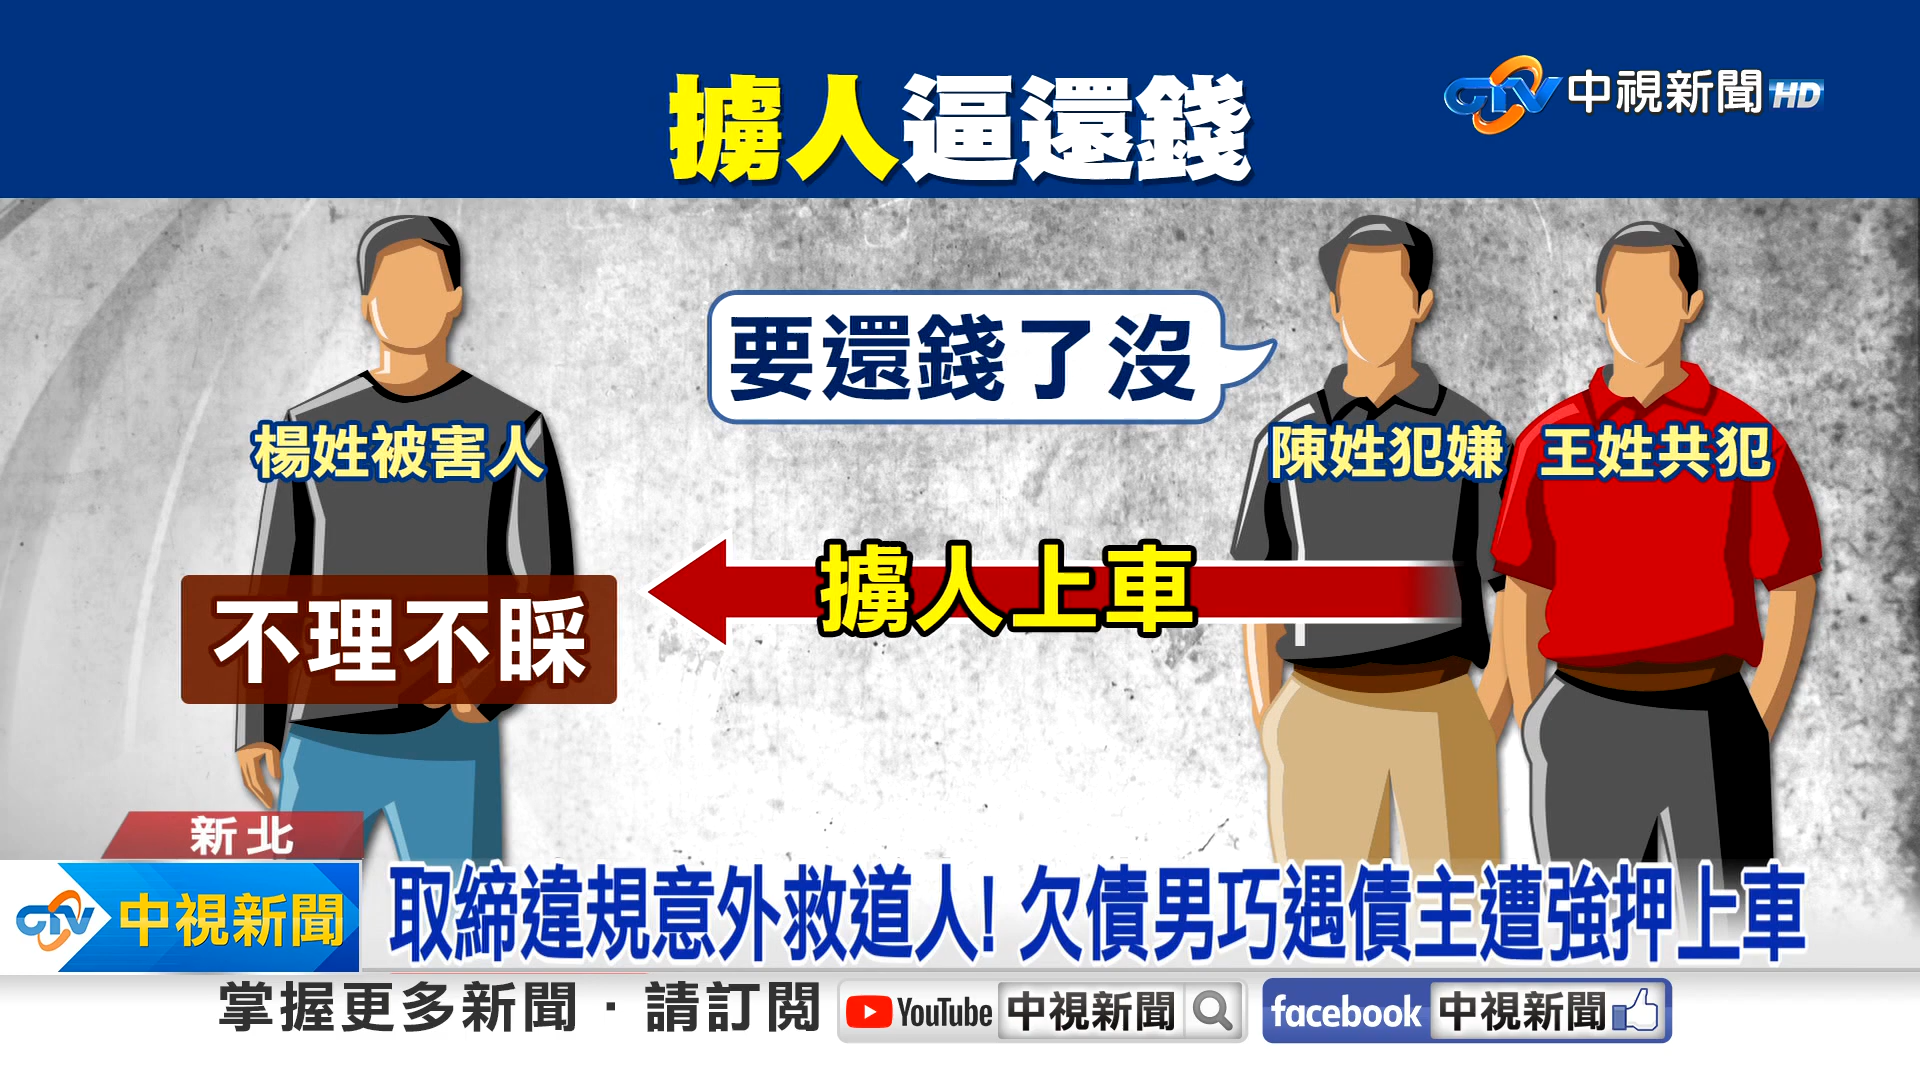 擄人逼還錢
CTV 中視新聞 HD
要還錢了沒
楊姓被害人
陳姓犯嫌
王姓共犯
擄人上車
不理不睬
新北
CTV 中視新聞
取締違規意外救道人! 欠債男巧遇債主遭強押上車
掌握更多新聞・請訂閱 YouTube 中視新聞 facebook 中視新聞